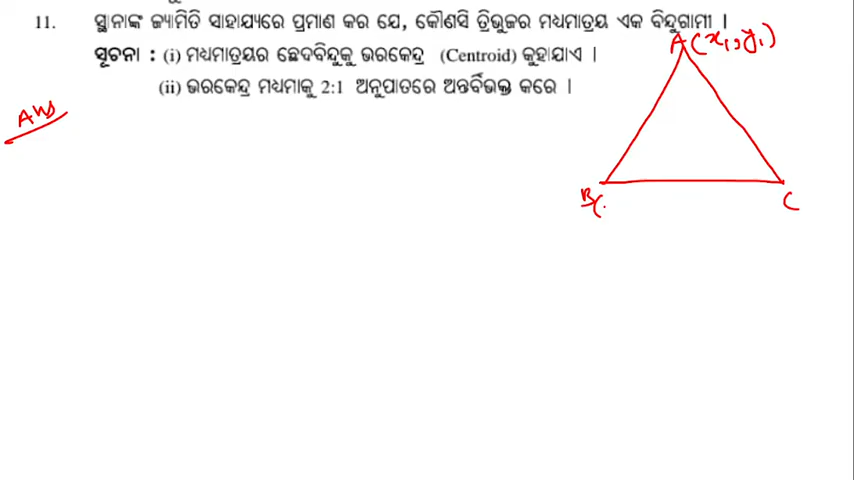 11. ସ୍ଥାନାଙ୍କ ଜ୍ୟାମିତି ସାହାଯ୍ୟରେ ପ୍ରମାଣ କର ଯେ, କୌଣସି ତ୍ରିଭୁଜର ମଧ୍ୟମାତ୍ରୟ ଏକ ବିନ୍ଦୁଗାମୀ ।
A(x₁, y₁)
ସୂଚନା : (i) ମଧ୍ୟମାତ୍ରୟର ଛେଦବିନ୍ଦୁକୁ ଭରକେନ୍ଦ୍ର (Centroid) କୁହାଯାଏ ।
(ii) ଭରକେନ୍ଦ୍ର ମଧ୍ୟମାକୁ 2:1 ଅନୁପାତରେ ଅନ୍ତର୍ବିଭକ୍ତ କରେ ।
Ans
B(. C